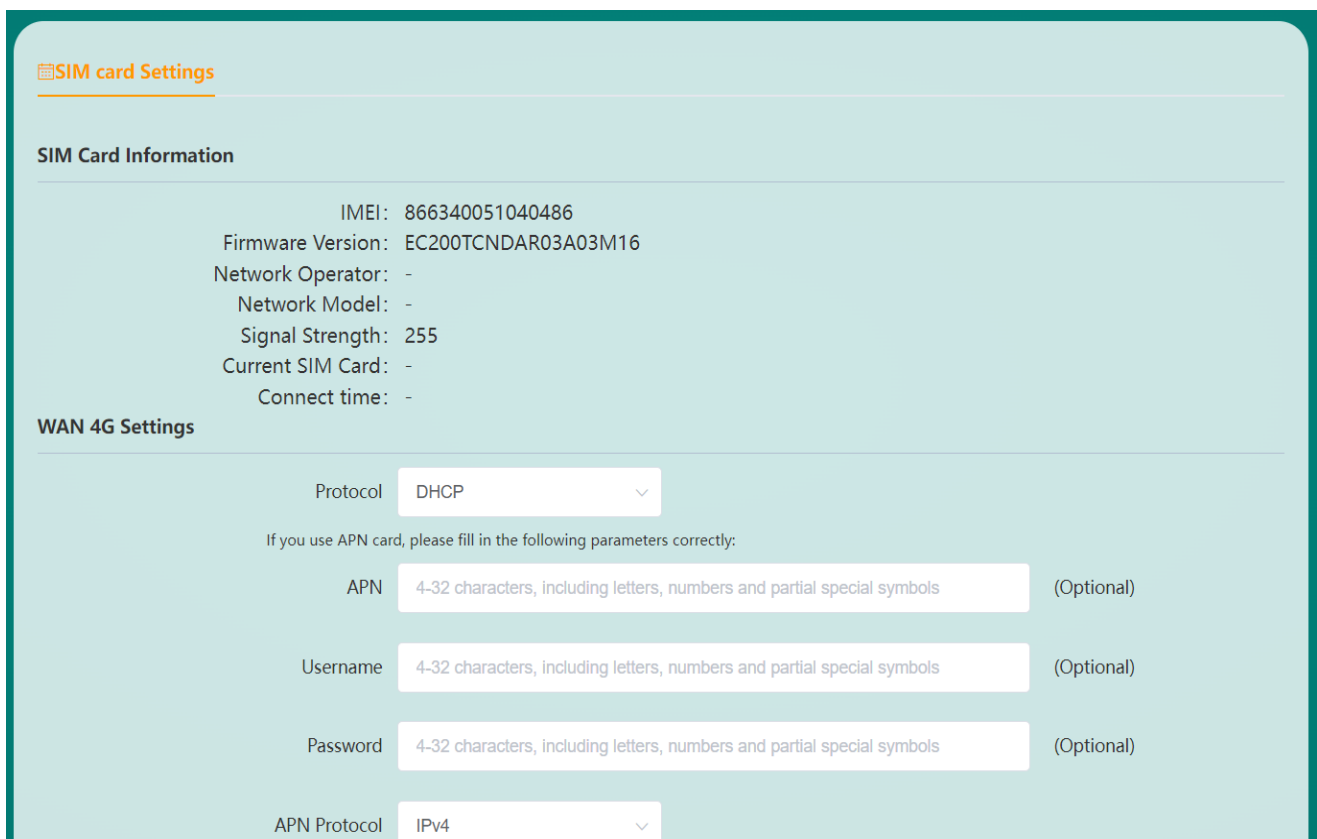 SIM card Settings
SIM Card Information
IMEI: 866340051040486
Firmware Version: EC200TCNDAR03A03M16
Network Operator: -
Network Model: -
Signal Strength: 255
Current SIM Card: -
Connect time: -
WAN 4G Settings
Protocol DHCP
If you use APN card, please fill in the following parameters correctly:
APN 4-32 characters, including letters, numbers and partial special symbols (Optional)
Username 4-32 characters, including letters, numbers and partial special symbols (Optional)
Password 4-32 characters, including letters, numbers and partial special symbols (Optional)
APN Protocol IPv4